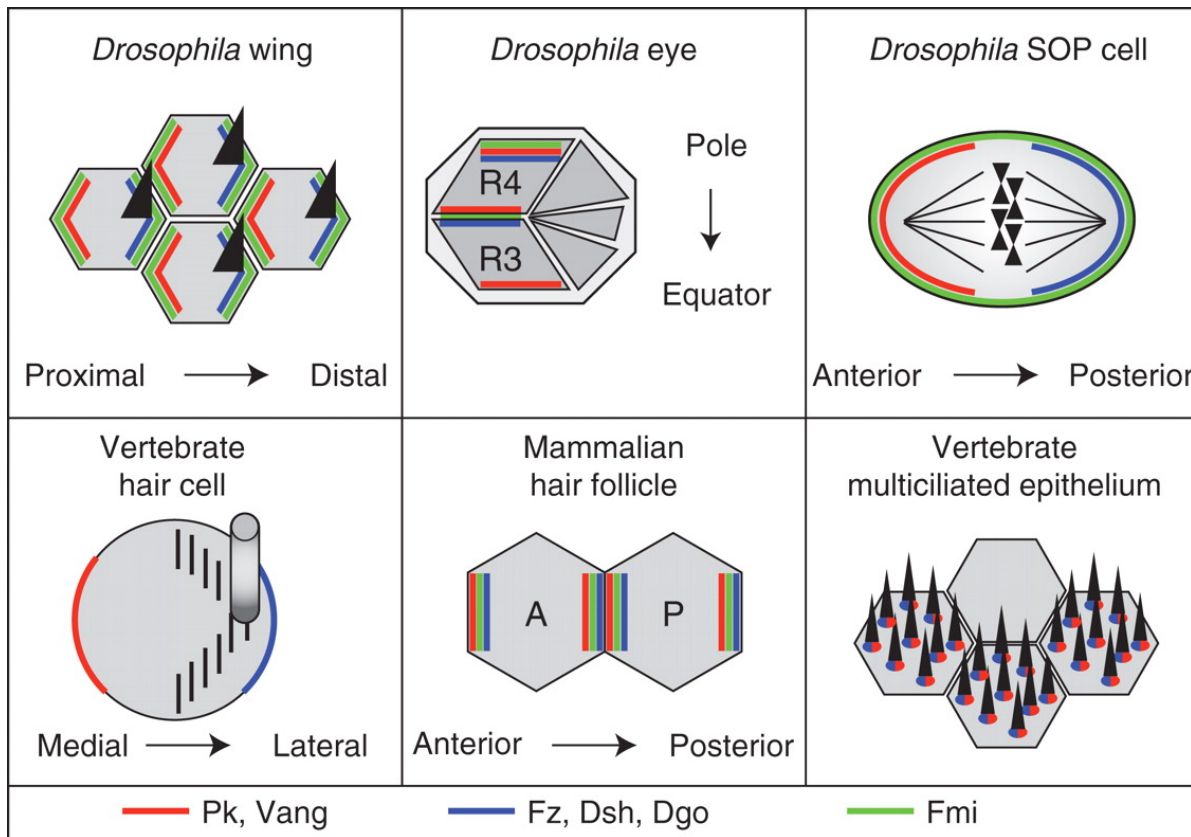 Drosophila wing
Proximal
Distal
Drosophila eye
R4
R3
Pole
Equator
Drosophila SOP cell
Anterior
Posterior
Vertebrate
hair cell
Medial
Lateral
Mammalian
hair follicle
A
P
Anterior
Posterior
Vertebrate
multiciliated epithelium
Pk, Vang
Fz, Dsh, Dgo
Fmi